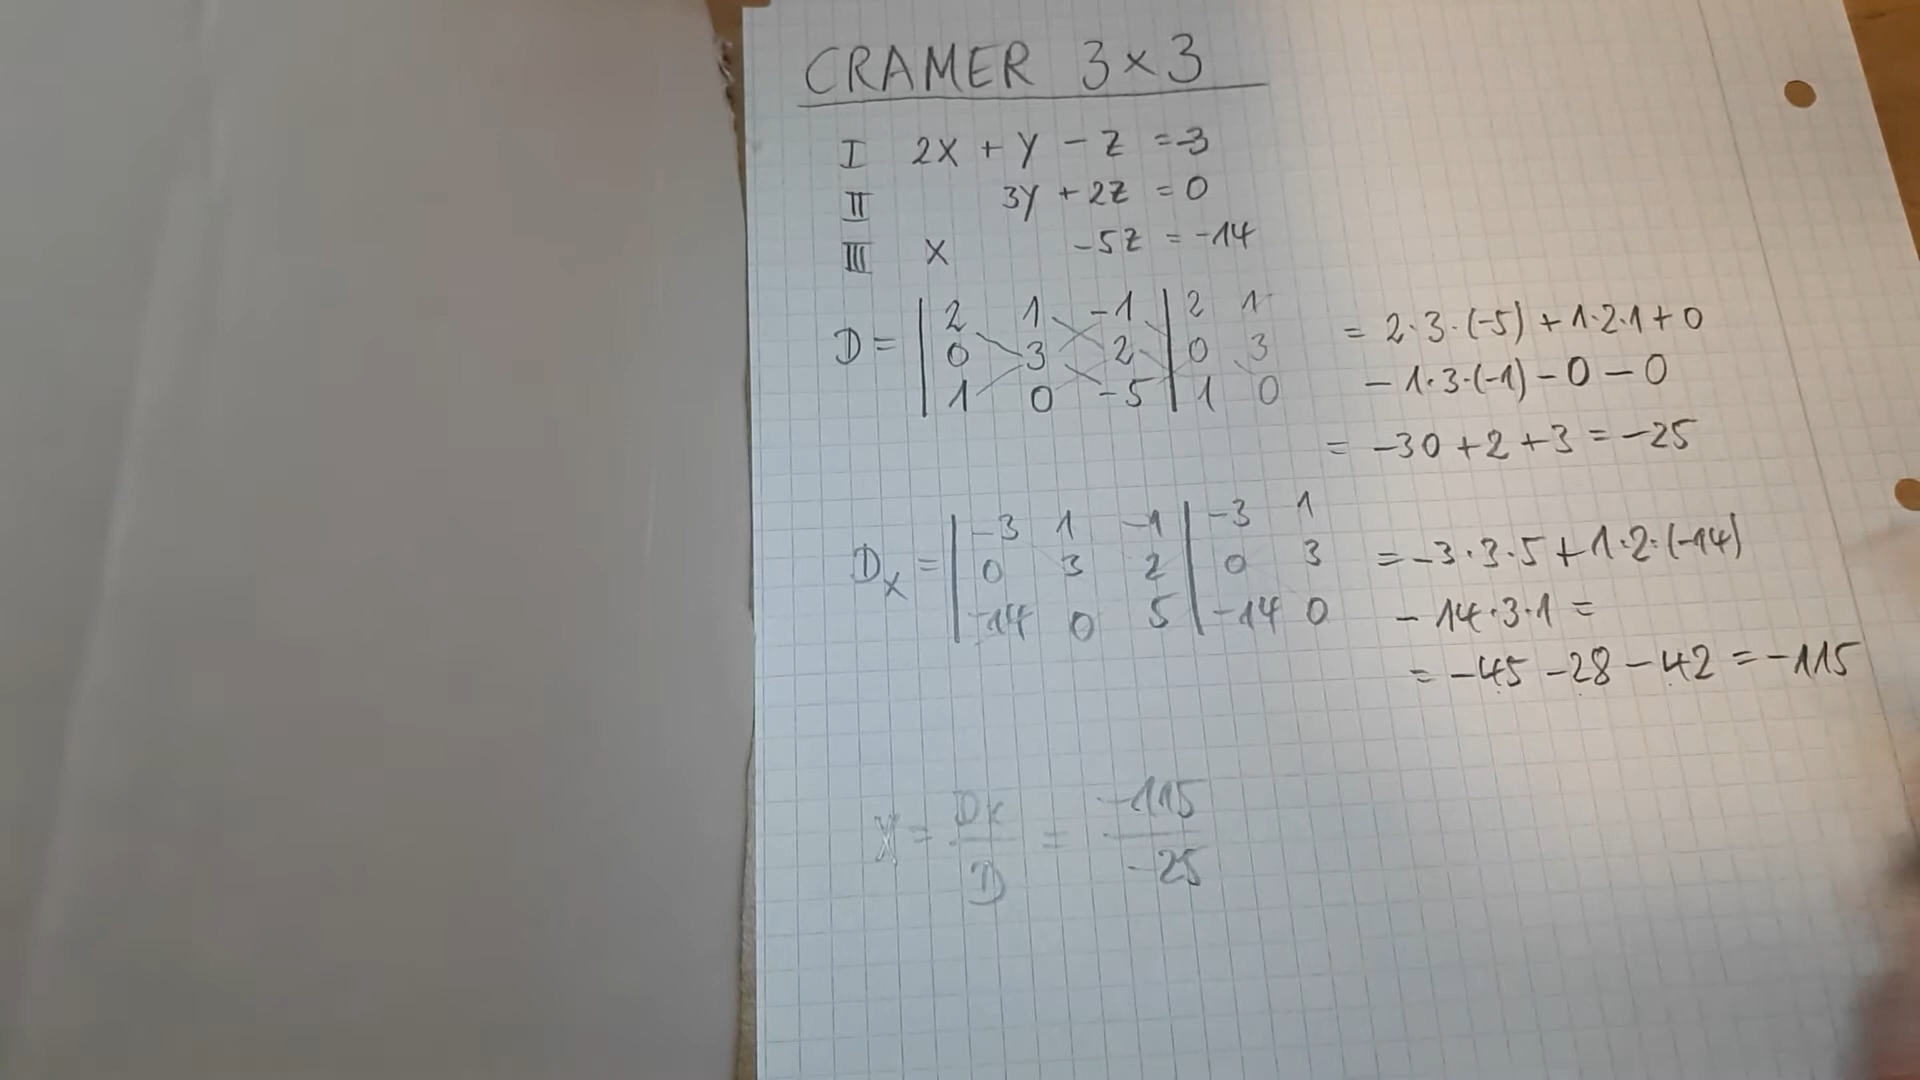 CRAMER 3×3
I 2x + y - z = -3
II 3y + 2z = 0
III x -5z = -14
D = | 2 1 -1 | 2 1 = 2·3·(-5) + 1·2·1 + 0
0 3 2 | 0 3 - 1·3·(-1) - 0 - 0
1 0 -5 | 1 0
= -30 + 2 + 3 = -25
Dx = | -3 1 -1 | -3 1
0 3 2 | 0 3 = -3·3·5 + 1·2·(-14)
-14 0 5 | -14 0 - 14·3·1 =
= -45 - 28 - 42 = -115
x = Dx / D = -115 / -25